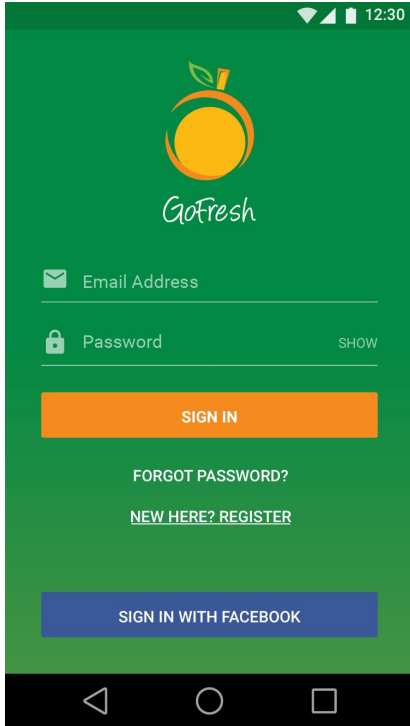 12:30
GoFresh
Email Address
Password SHOW
SIGN IN
FORGOT PASSWORD?
NEW HERE? REGISTER
SIGN IN WITH FACEBOOK